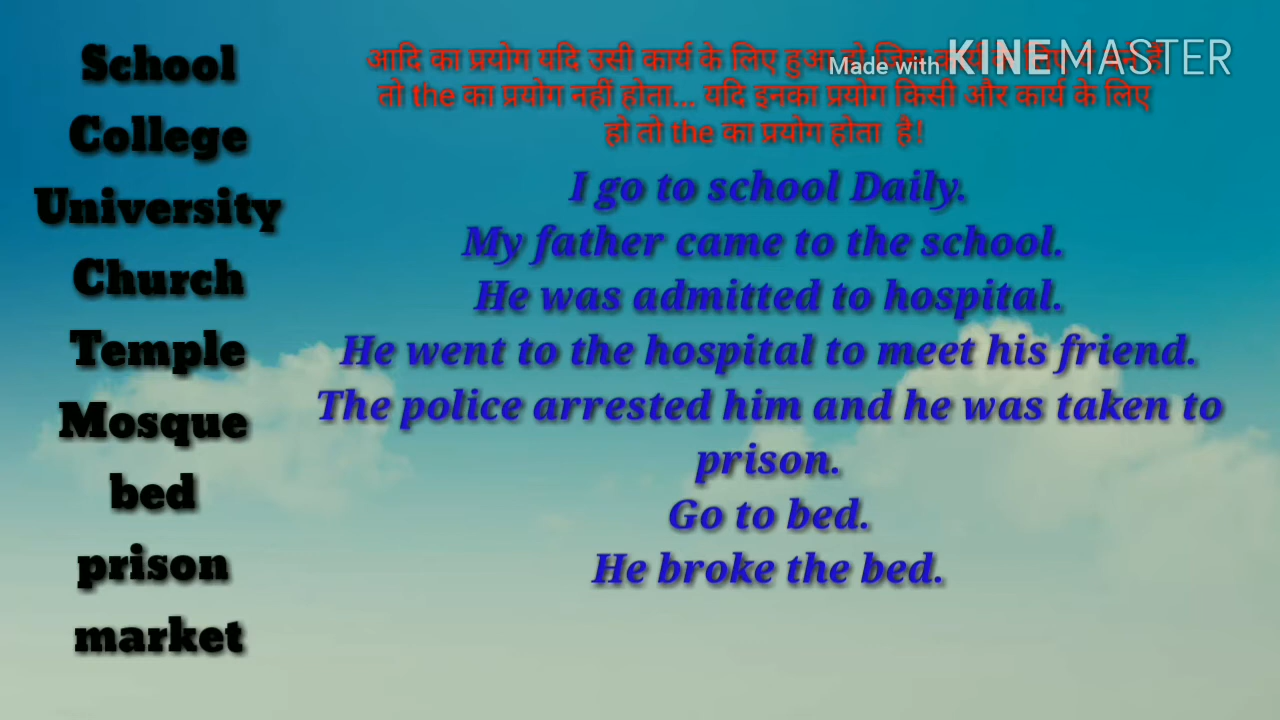 School
College
University
Church
Temple
Mosque
bed
prison
market
आदि का प्रयोग यदि उसी कार्य के लिए हुआ हो
Made with KINEMASTER
तो the का प्रयोग नहीं होता... यदि इनका प्रयोग किसी और कार्य के लिए
हो तो the का प्रयोग होता है!
I go to school Daily.
My father came to the school.
He was admitted to hospital.
He went to the hospital to meet his friend.
The police arrested him and he was taken to
prison.
Go to bed.
He broke the bed.